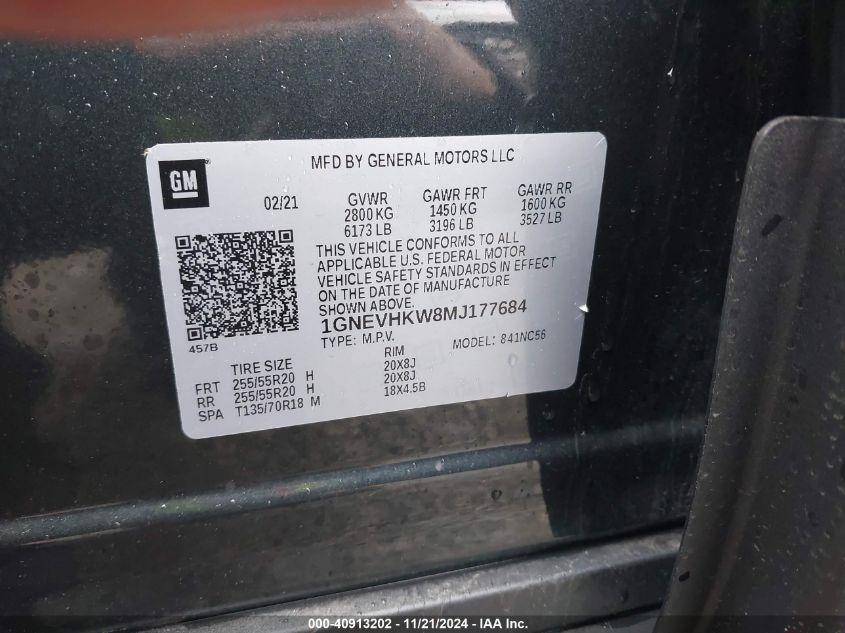 MFD BY GENERAL MOTORS LLC
GM
02/21
GVWR GAWR FRT GAWR RR
2800 KG 1450 KG 1600 KG
6173 LB 3196 LB 3527 LB
THIS VEHICLE CONFORMS TO ALL
APPLICABLE U.S. FEDERAL MOTOR
VEHICLE SAFETY STANDARDS IN EFFECT
ON THE DATE OF MANUFACTURE
SHOWN ABOVE.
1GNEVHKW8MJ177684
457B
TYPE: M.P.V. MODEL: 841NC56
TIRE SIZE RIM
FRT 255/55R20 H 20X8J
RR 255/55R20 H 20X8J
SPA T135/70R18 M 18X4.5B
000-40913202 - 11/21/2024 - IAA Inc.